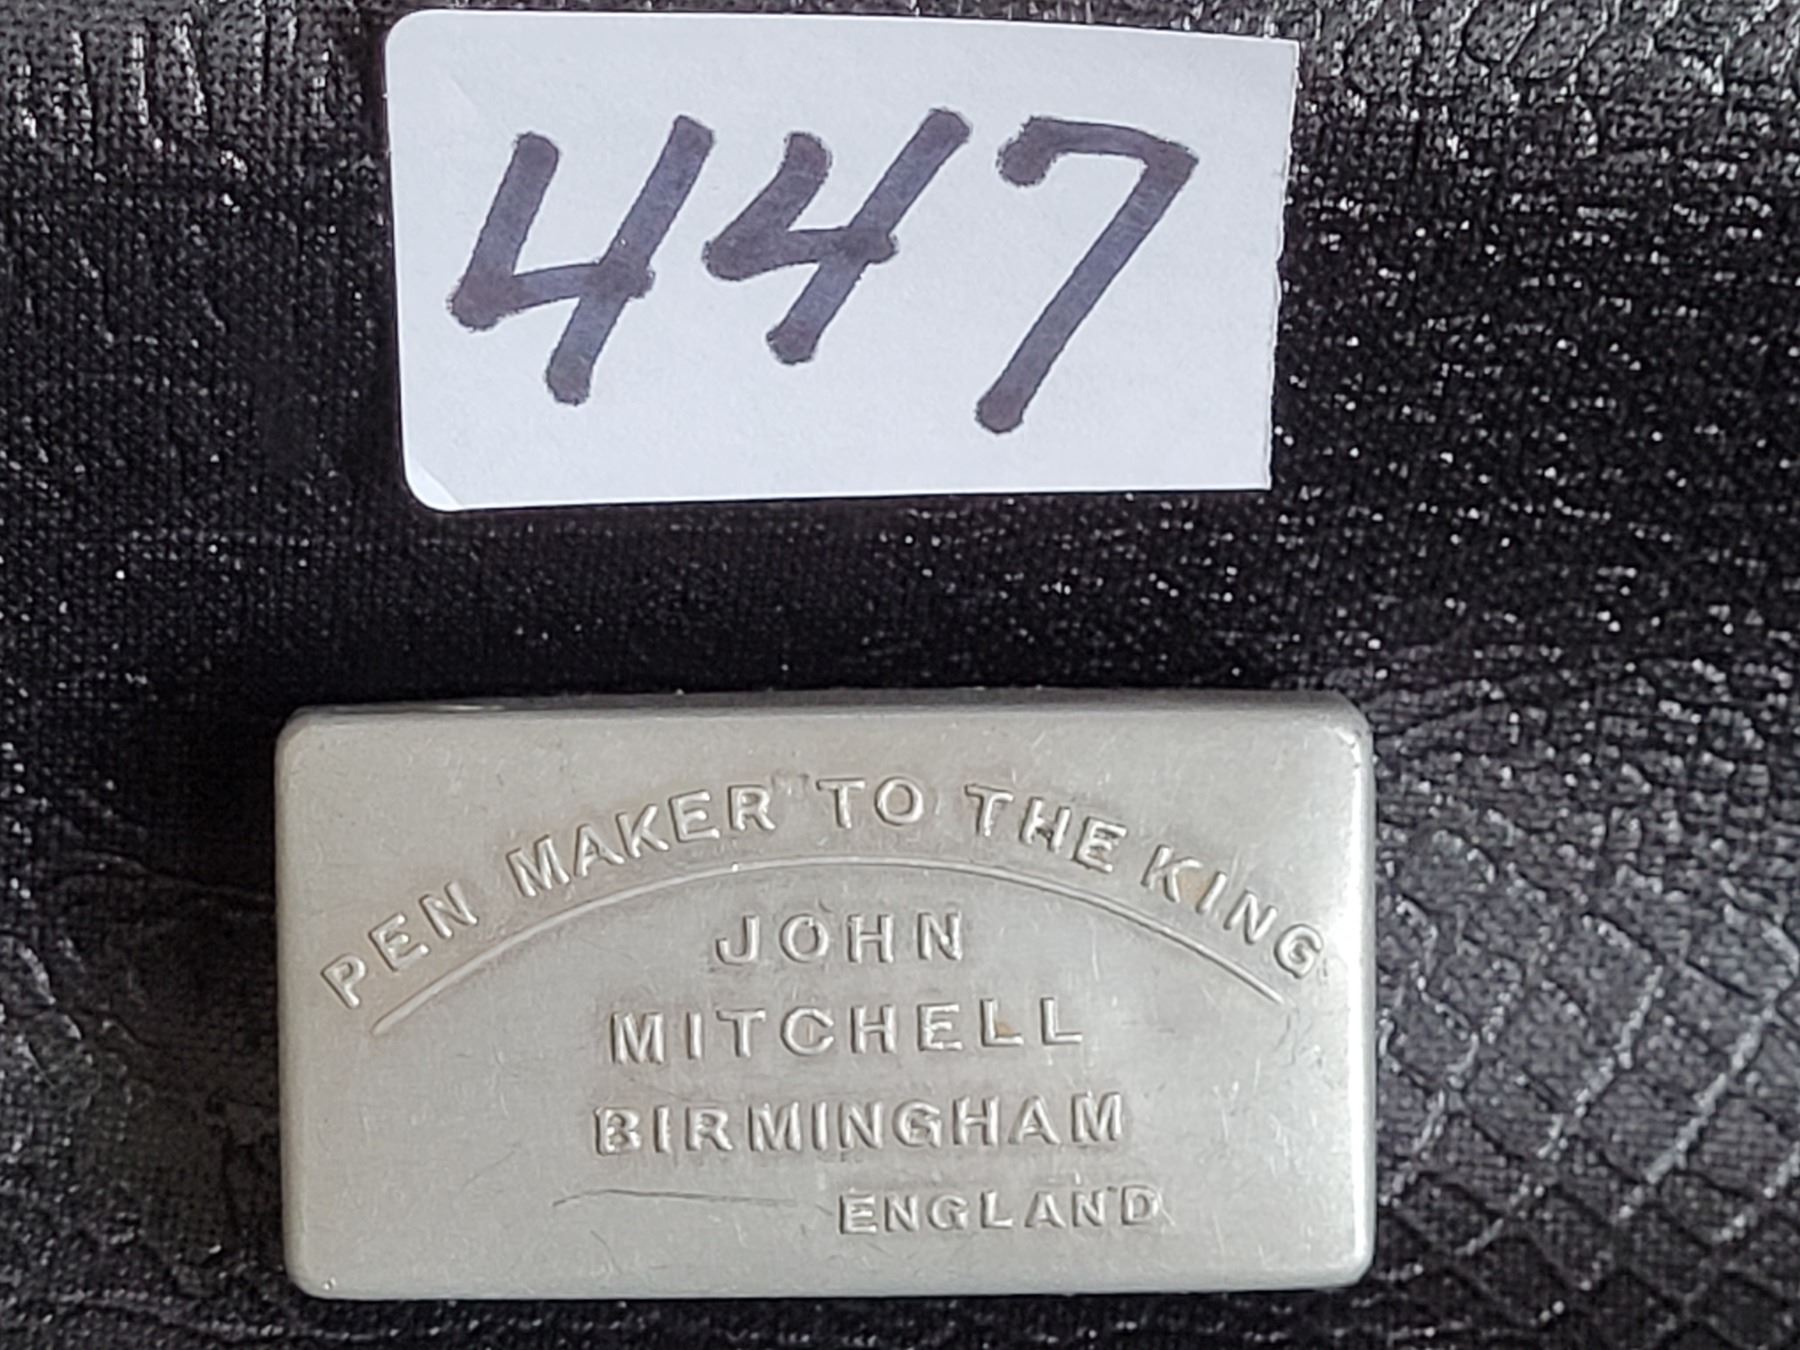 447
PEN MAKER TO THE KING
JOHN
MITCHELL
BIRMINGHAM
ENGLAND